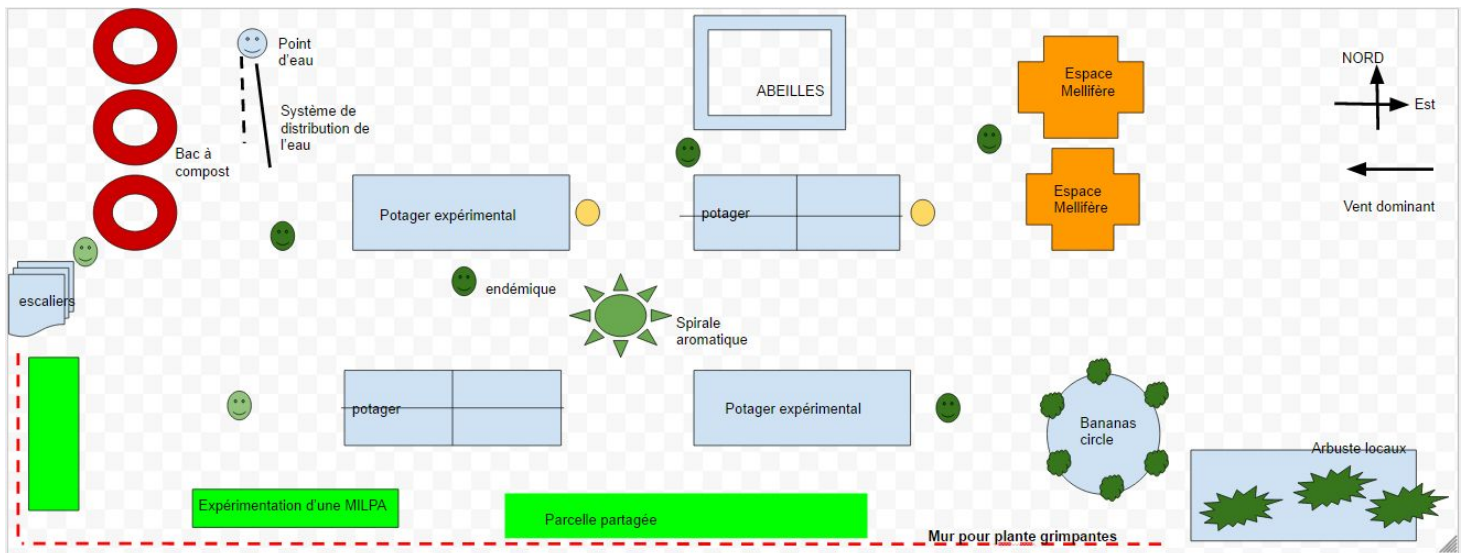 Point
d'eau
Système de
distribution de
l'eau
Bac à
compost
ABEILLES
Espace
Mellifère
NORD
Est
Vent dominant
Potager expérimental
potager
Espace
Mellifère
escaliers
endémique
Spirale
aromatique
potager
Potager expérimental
Bananas
circle
Arbuste locaux
Expérimentation d'une MILPA
Parcelle partagée
Mur pour plante grimpantes